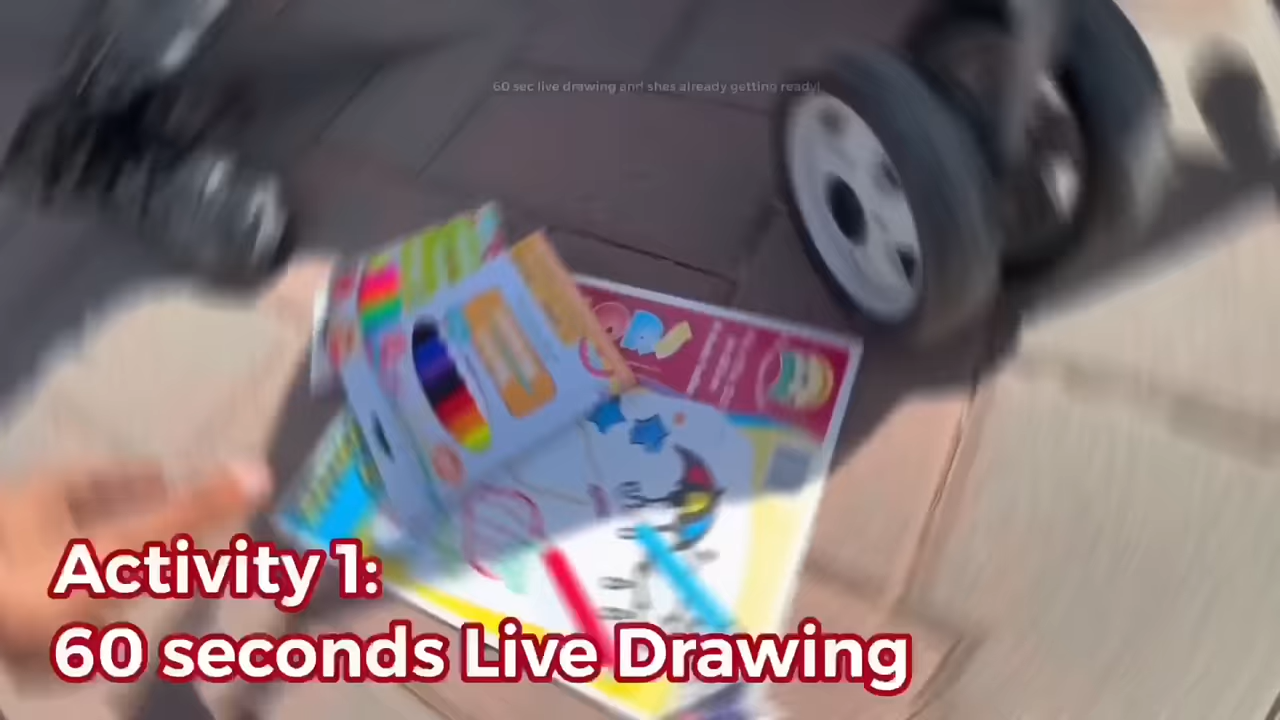 60 sec live drawing and shes already getting ready!
Activity 1:
60 seconds Live Drawing